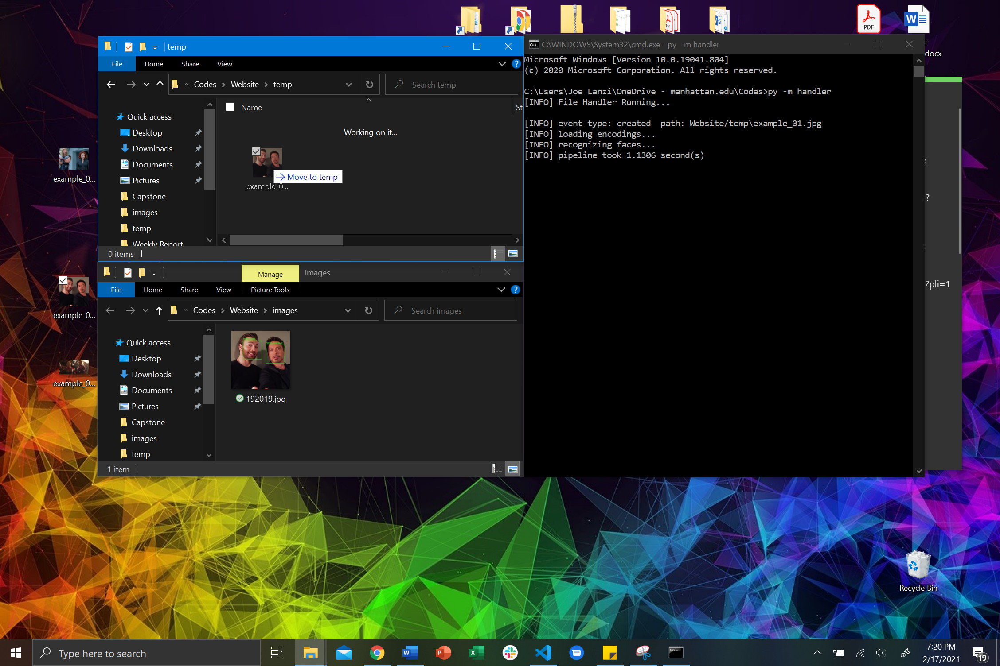 temp
File Home Share View
« Codes > Website > temp
Search temp
Name
Working on it...
Quick access
Desktop
Downloads
Documents
Pictures
Capstone
images
temp
Weekly Report
example_0...
→ Move to temp
0 items
Manage
images
File Home Share View Picture Tools
« Codes > Website > images
Search images
Quick access
Desktop
Downloads
Documents
Pictures
Capstone
images
temp
192019.jpg
1 item
C:\WINDOWS\System32\cmd.exe - py  -m handler
Microsoft Windows [Version 10.0.19041.804]
(c) 2020 Microsoft Corporation. All rights reserved.
C:\Users\Joe Lanzi\OneDrive - manhattan.edu\Codes>py -m handler
[INFO] File Handler Running...
[INFO] event type: created  path: Website/temp\example_01.jpg
[INFO] loading encodings...
[INFO] recognizing faces...
[INFO] pipeline took 1.1306 second(s)
example_0...
example_0...
example_0...
PDF
W
docx
?
?pli=1
Recycle Bin
Type here to search
7:20 PM
2/17/2021
19